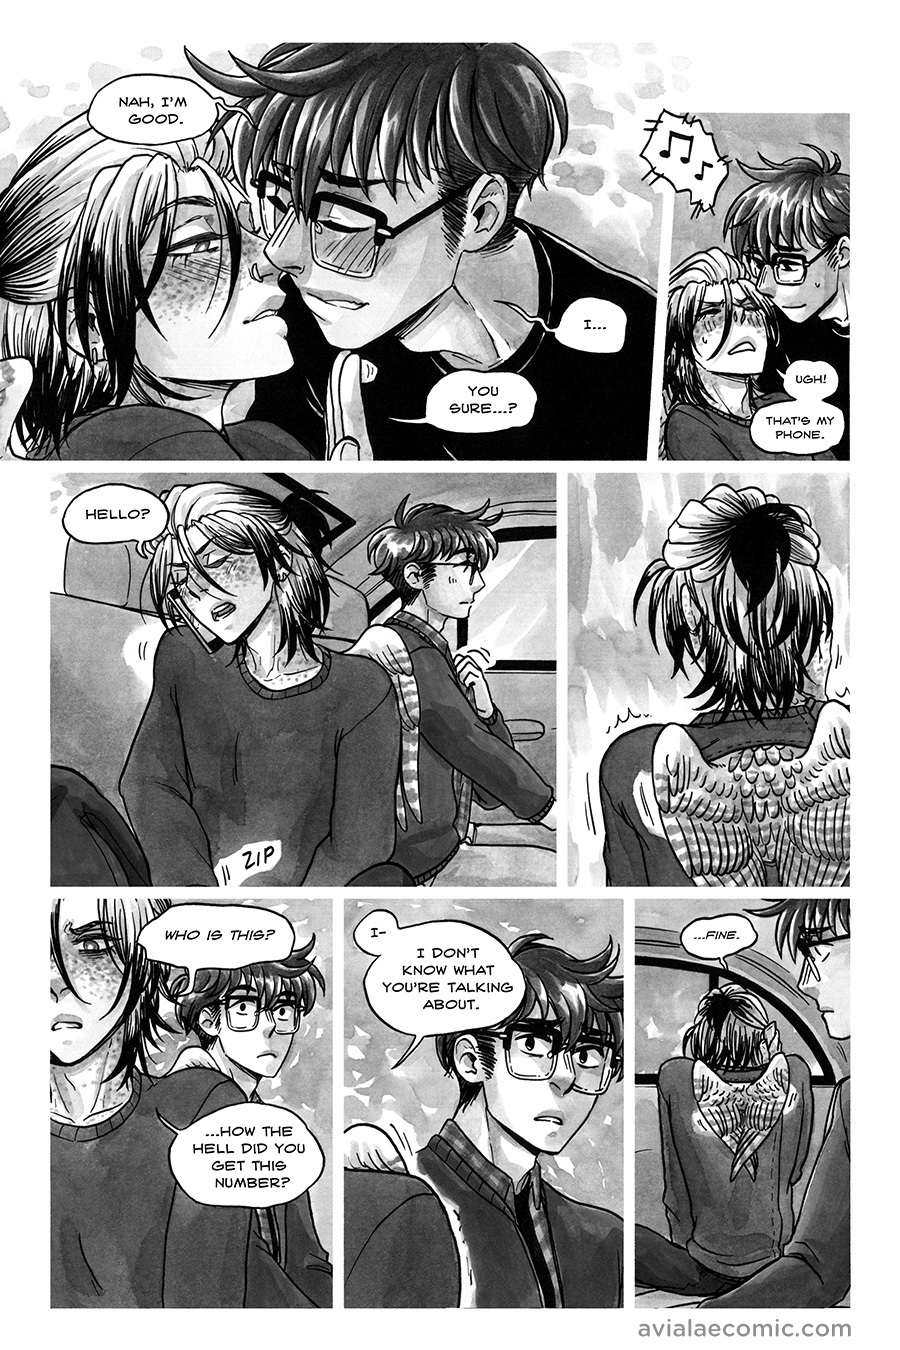 NAH, I'M
GOOD.
I...
YOU
SURE...?
UGH!
THAT'S MY
PHONE.
HELLO?
ZIP
WHO IS THIS?
...HOW THE
HELL DID YOU
GET THIS
NUMBER?
I-
I DON'T
KNOW WHAT
YOU'RE TALKING
ABOUT.
...FINE.
avialaecomic.com